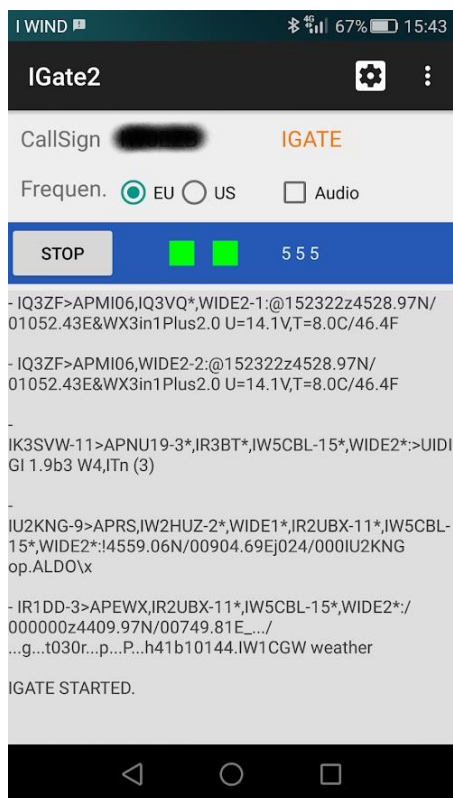 I WIND 4G 67% 15:43
IGate2
CallSign IGATE
Frequen. EU US Audio
STOP 5 5 5
- IQ3ZF>APMI06,IQ3VQ*,WIDE2-1:@152322z4528.97N/
01052.43E&WX3in1Plus2.0 U=14.1V,T=8.0C/46.4F
- IQ3ZF>APMI06,WIDE2-2:@152322z4528.97N/
01052.43E&WX3in1Plus2.0 U=14.1V,T=8.0C/46.4F
-
IK3SVW-11>APNU19-3*,IR3BT*,IW5CBL-15*,WIDE2*:>UIDI
GI 1.9b3 W4,ITn (3)
-
IU2KNG-9>APRS,IW2HUZ-2*,WIDE1*,IR2UBX-11*,IW5CBL-
15*,WIDE2*:!4559.06N/00904.69Ej024/000IU2KNG
op.ALDO\x
- IR1DD-3>APEWX,IR2UBX-11*,IW5CBL-15*,WIDE2*:/
000000z4409.97N/00749.81E_.../
...g...t030r...p...P...h41b10144.IW1CGW weather
IGATE STARTED.